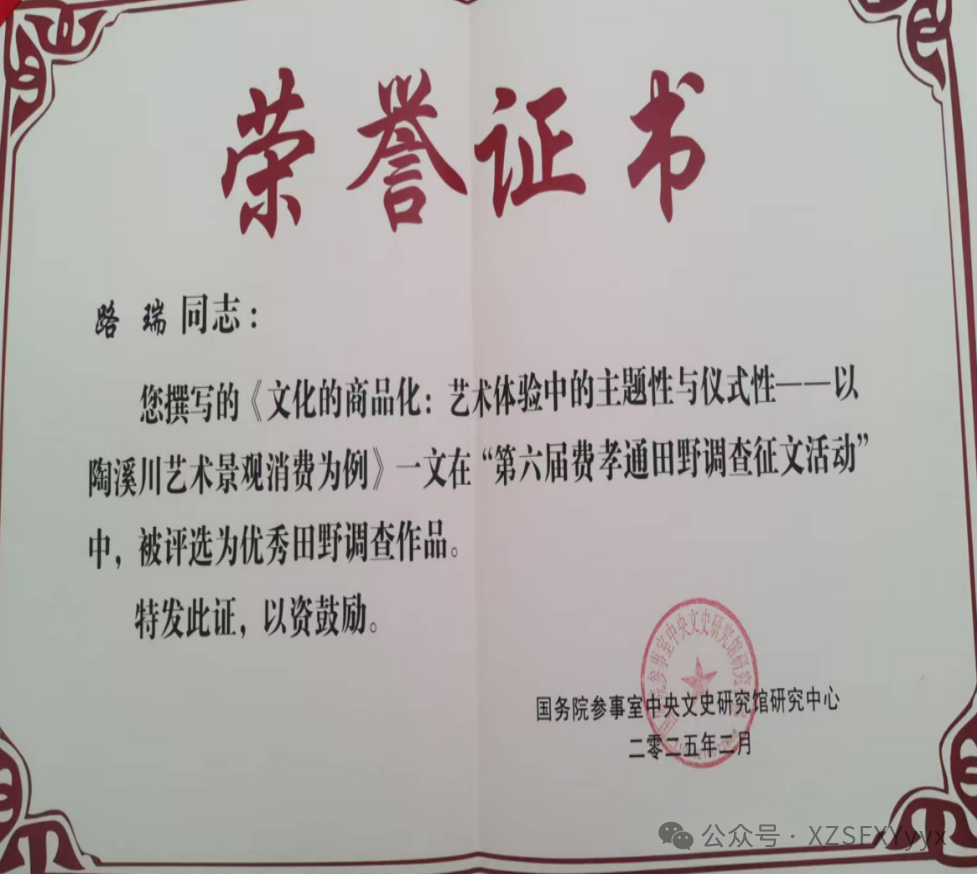 荣誉证书
路瑞同志：
您撰写的《文化的商品化：艺术体验中的主题性与仪式性——以
陶溪川艺术景观消费为例》一文在“第六届费孝通田野调查征文活动”
中，被评选为优秀田野调查作品。
特发此证，以资鼓励。
国务院参事室中央文史研究馆研究中心
二零二五年二月
公众号·XZSFXYyyx